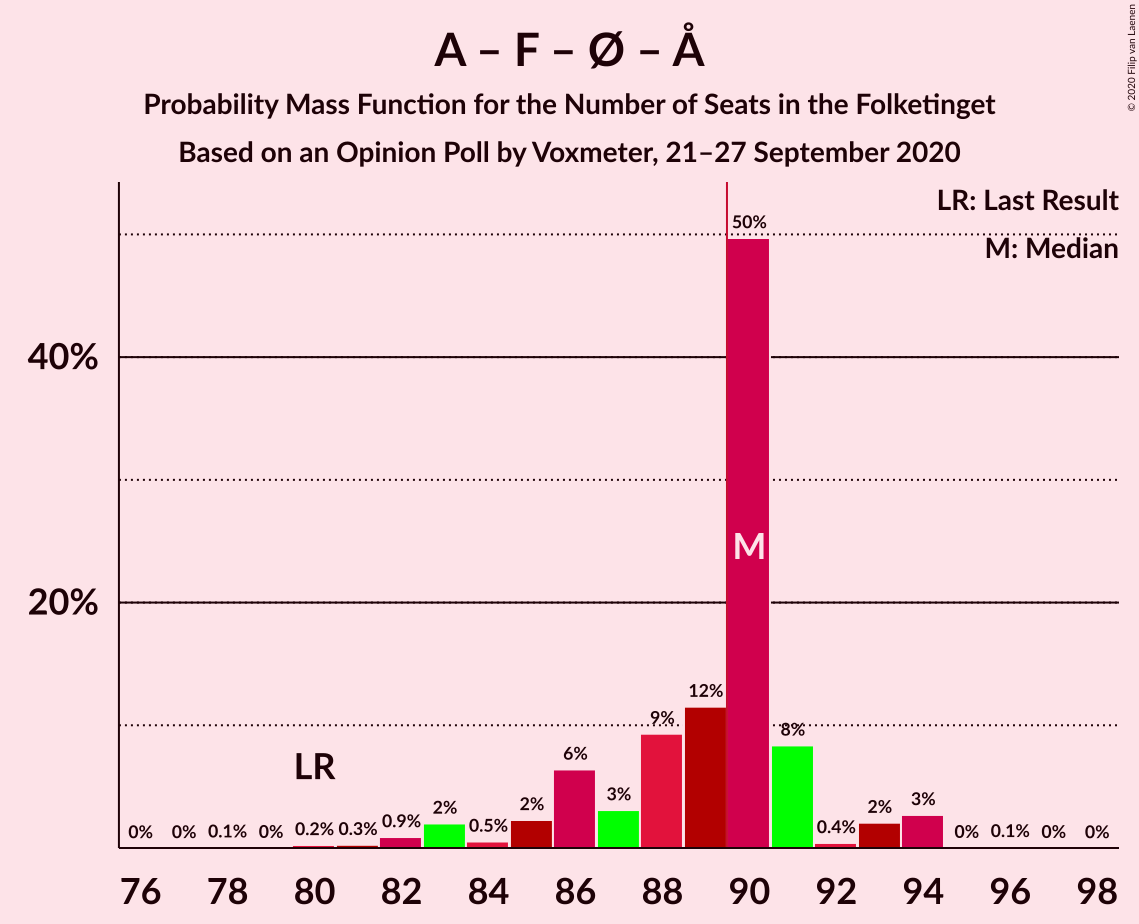 A – F – Ø – Å
Probability Mass Function for the Number of Seats in the Folketinget
Based on an Opinion Poll by Voxmeter, 21–27 September 2020
© 2020 Filip van Laenen
LR: Last Result
M: Median
40%
20%
LR
M
0% 0% 0.1% 0% 0.2% 0.3% 0.9% 2% 0.5% 2% 6% 3% 9% 12% 50% 8% 0.4% 2% 3% 0% 0.1% 0% 0%
76 78 80 82 84 86 88 90 92 94 96 98